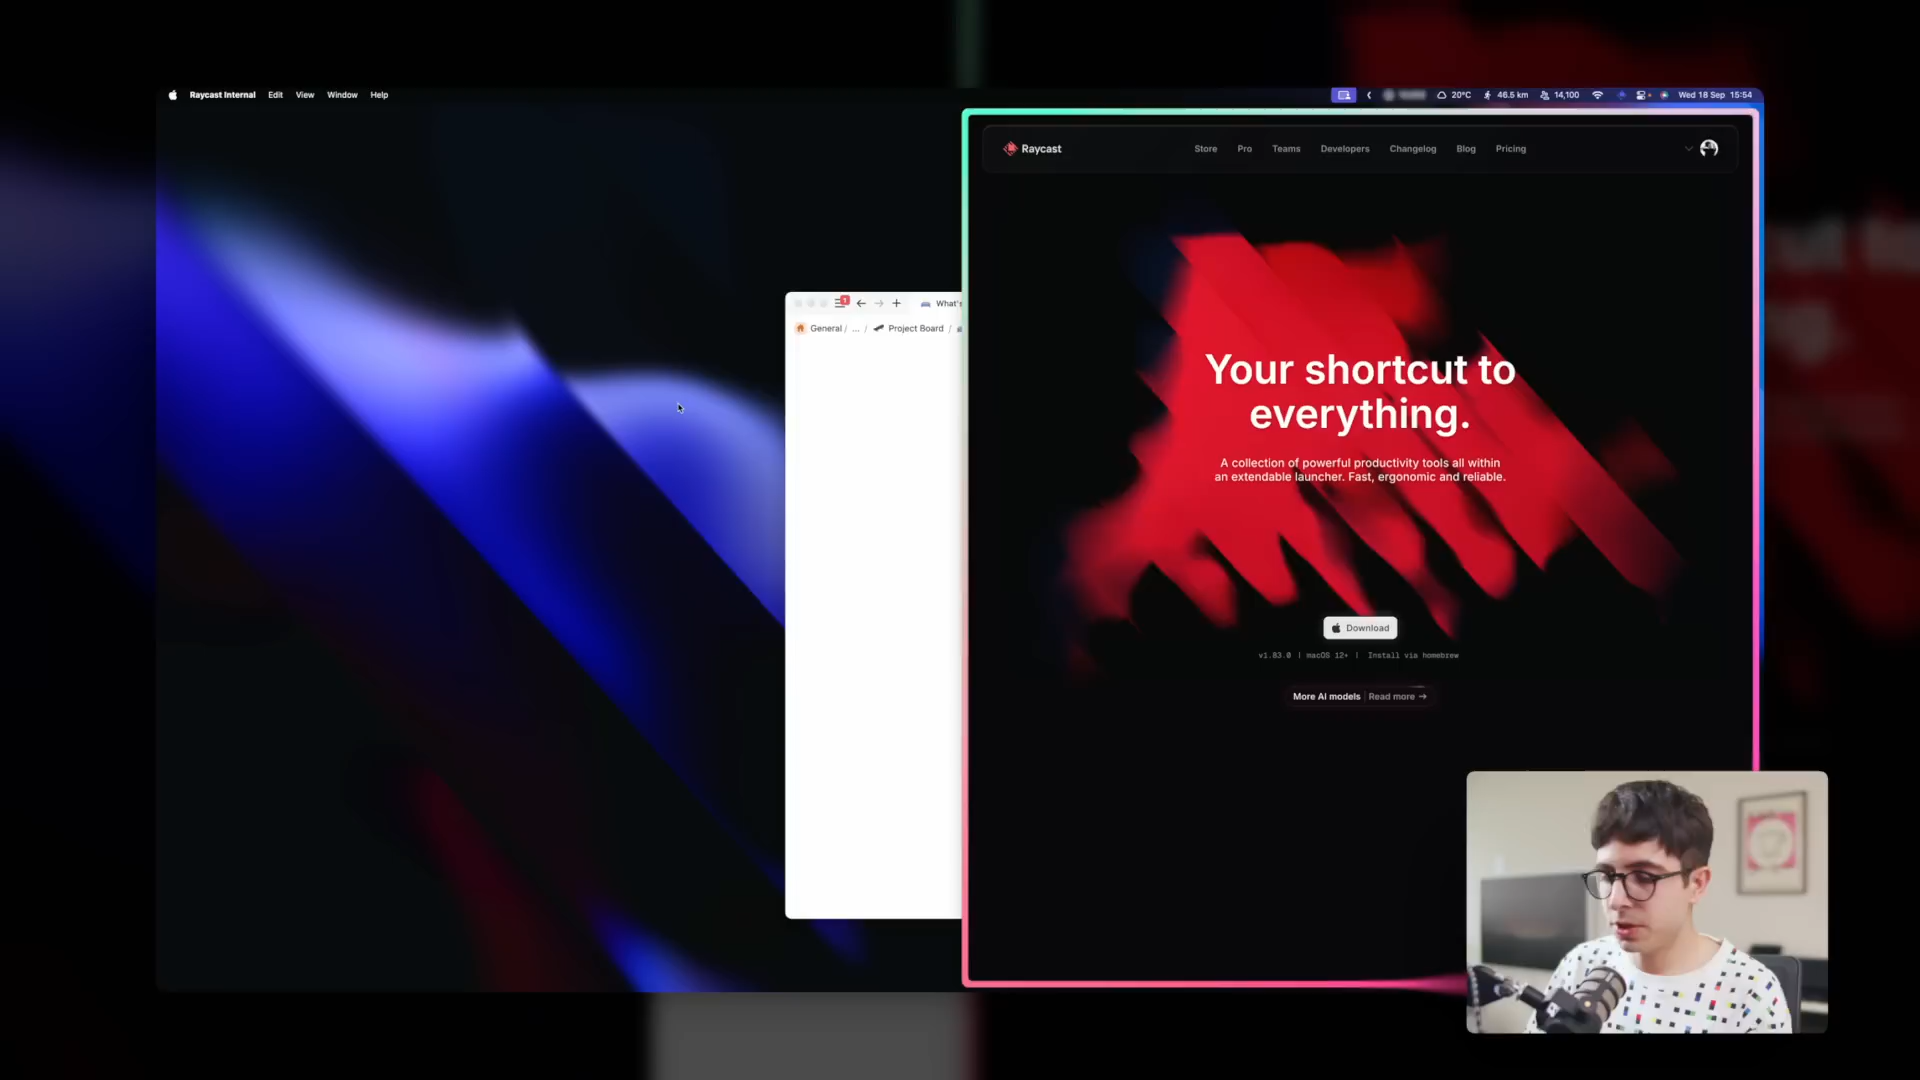 Raycast Internal Edit View Window Help
20°C 46.5 km 14,100 Wed 18 Sep 15:54
Raycast Store Pro Teams Developers Changelog Blog Pricing
1 What's
General / ... / Project Board /
Your shortcut to
everything.
A collection of powerful productivity tools all within
an extendable launcher. Fast, ergonomic and reliable.
Download
v1.83.0 | macOS 12+ | Install via homebrew
More AI models Read more →